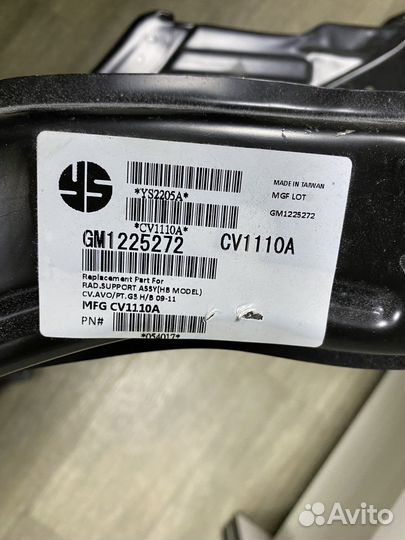 YS
*YS2205A*
*CV1110A*
MADE IN TAIWAN
MGF LOT
GM1225272
GM1225272 CV1110A
Replacement Part For
RAD.SUPPORT ASSY(HB MODEL)
CV.AVO/PT.G3 H/B 09-11
MFG CV1110A
PN#
*054017*
Avito